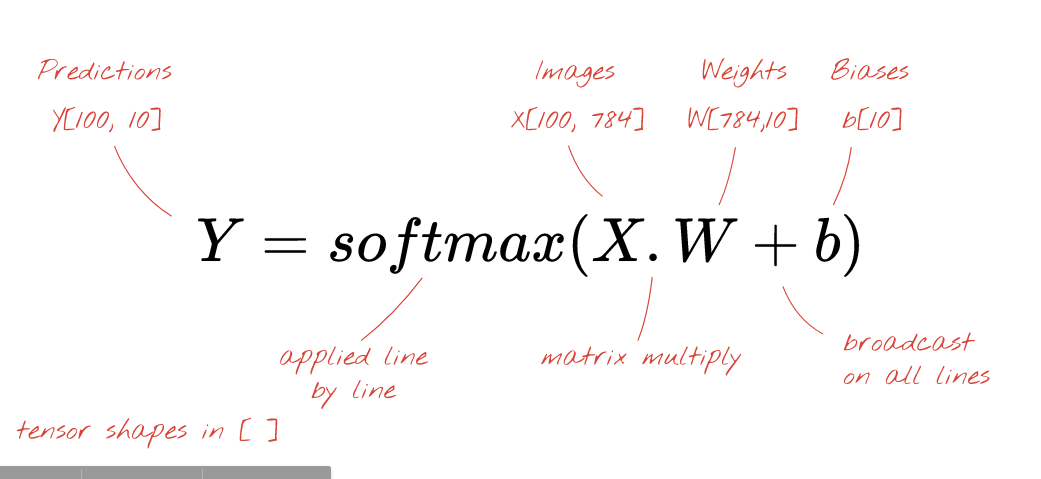 Predictions
Y[100, 10]
Images
X[100, 784]
Weights
W[784,10]
Biases
b[10]
Y = softmax(X.W + b)
applied line
by line
matrix multiply
broadcast
on all lines
tensor shapes in [ ]